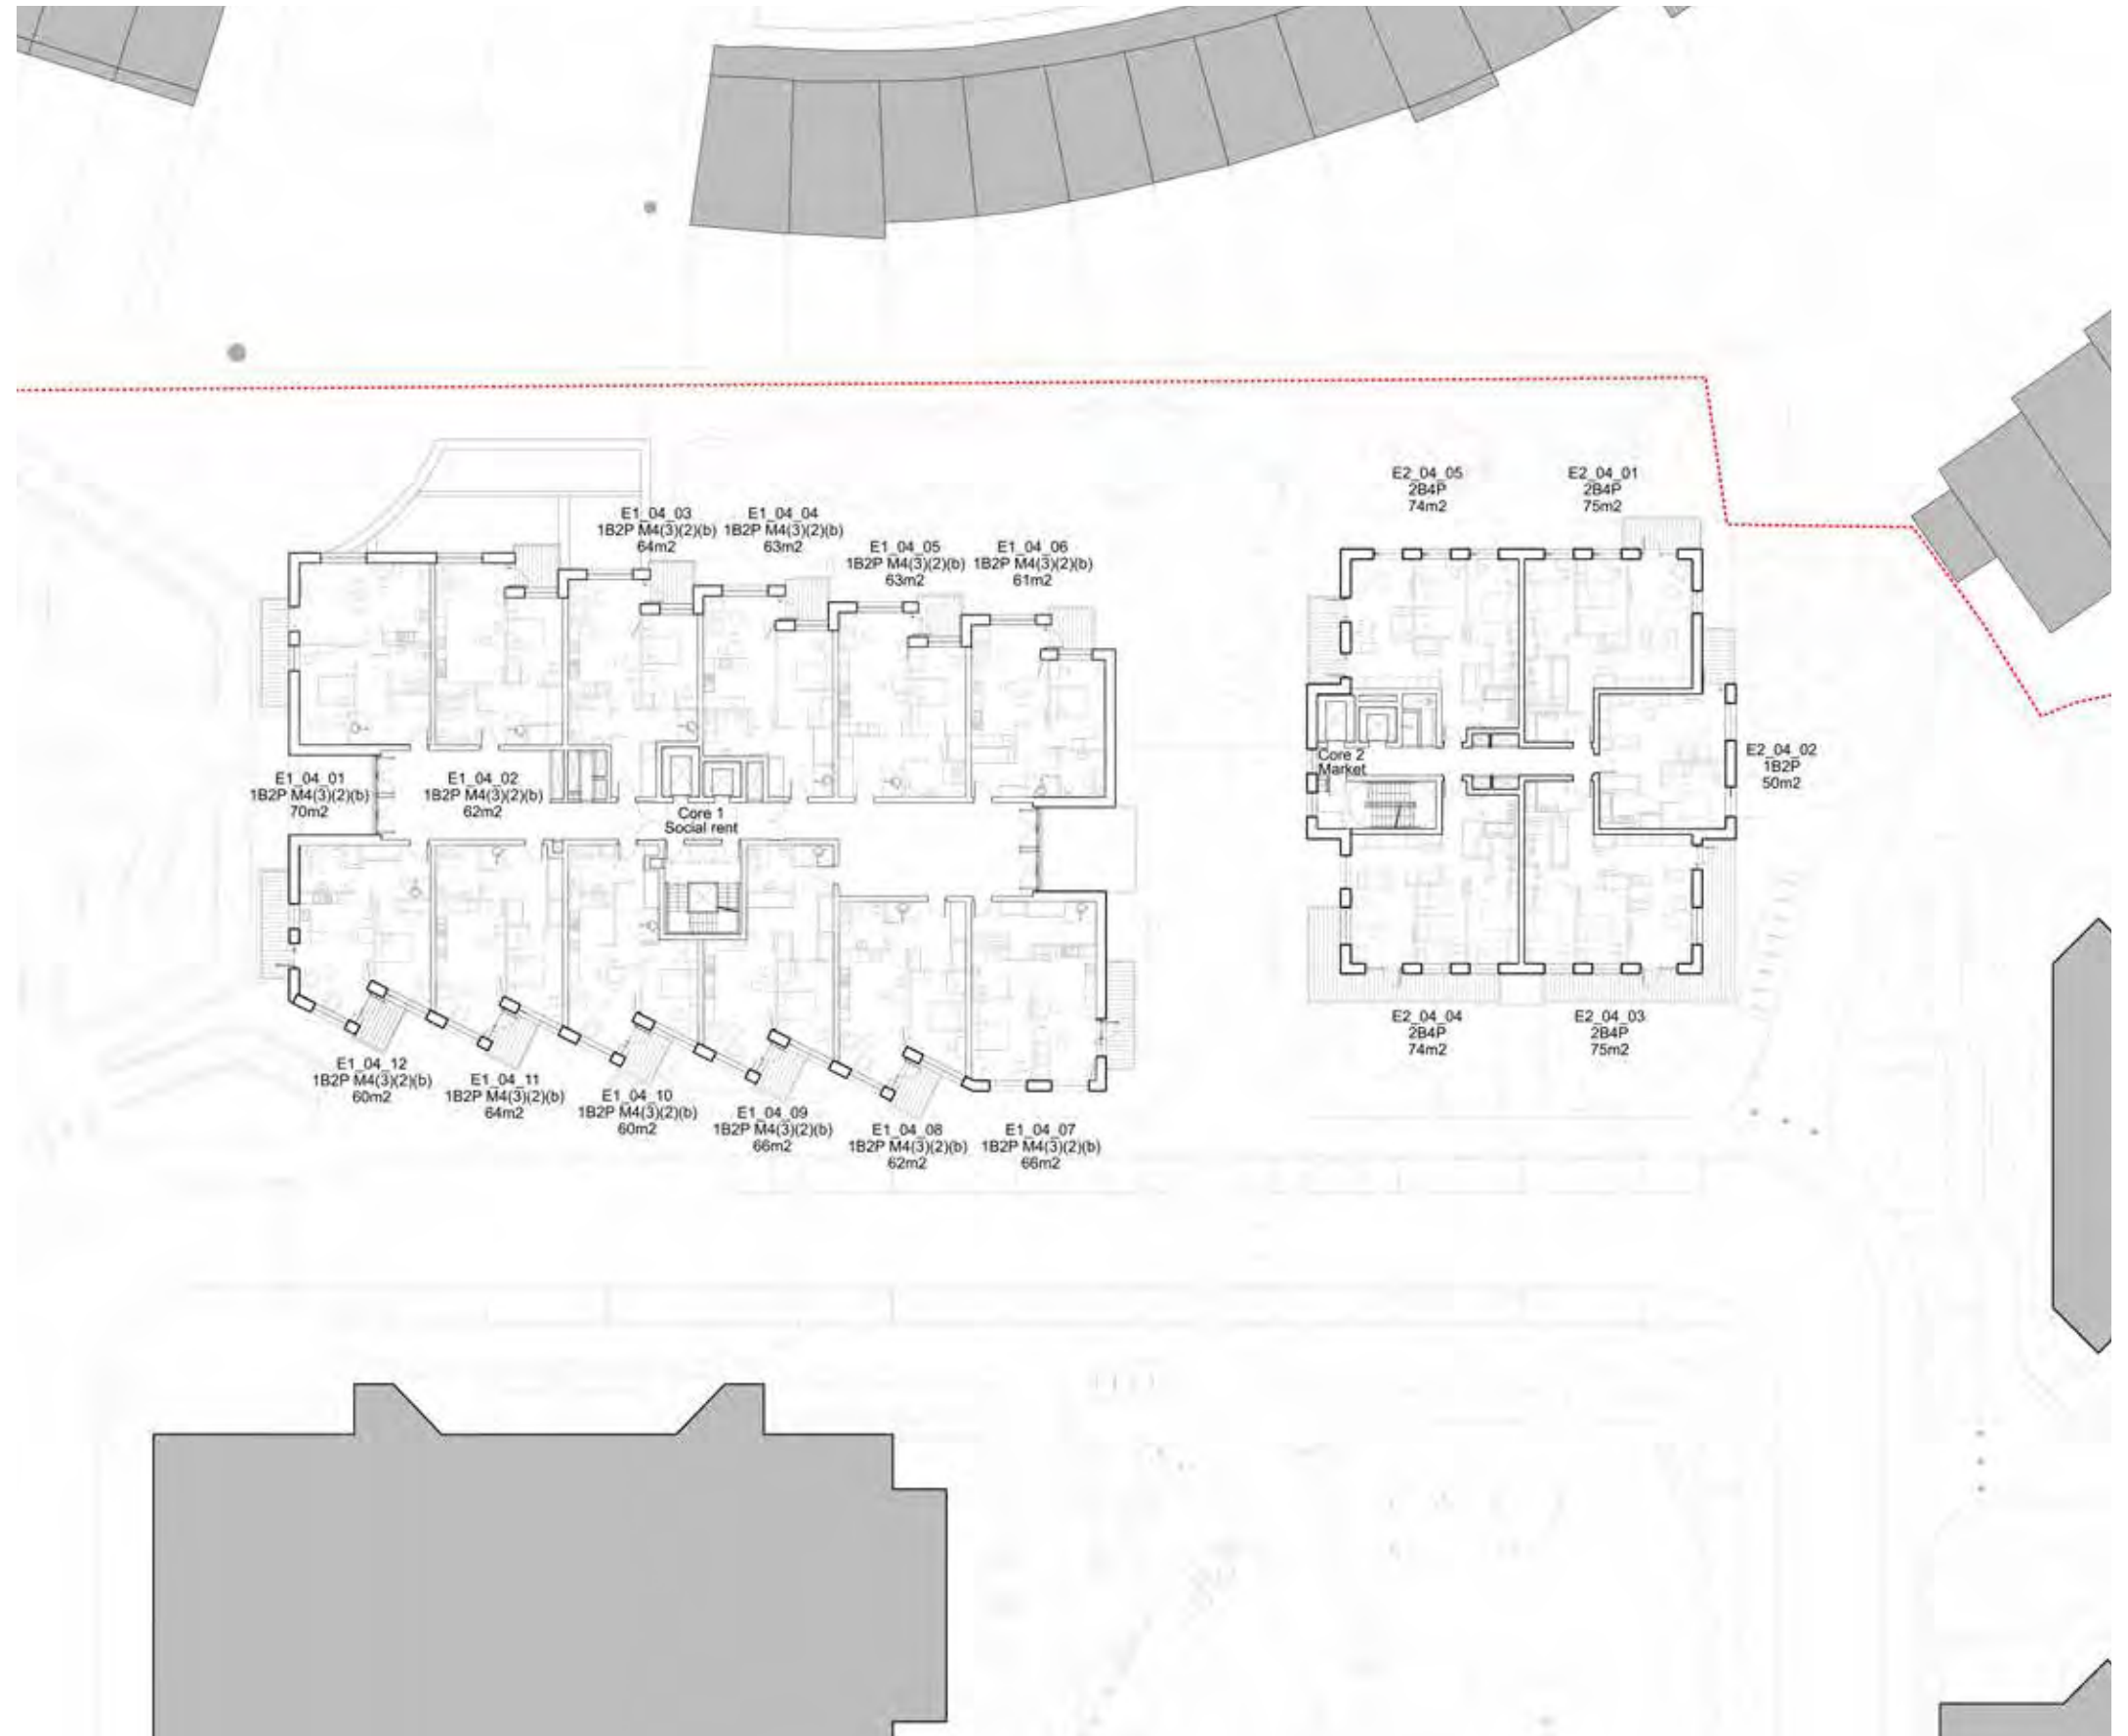 E2_04_05
2B4P
74m2
E2_04_01
2B4P
75m2
E1_04_03
1B2P M4(3)(2)(b)
64m2
E1_04_04
1B2P M4(3)(2)(b)
63m2
E1_04_05
1B2P M4(3)(2)(b)
63m2
E1_04_06
1B2P M4(3)(2)(b)
61m2
E1_04_01
1B2P M4(3)(2)(b)
70m2
E1_04_02
1B2P M4(3)(2)(b)
62m2
Core 1
Social rent
Core 2
Market
E2_04_02
1B2P
50m2
E1_04_12
1B2P M4(3)(2)(b)
60m2
E1_04_11
1B2P M4(3)(2)(b)
64m2
E1_04_10
1B2P M4(3)(2)(b)
60m2
E1_04_09
1B2P M4(3)(2)(b)
66m2
E1_04_08
1B2P M4(3)(2)(b)
62m2
E1_04_07
1B2P M4(3)(2)(b)
66m2
E2_04_04
2B4P
74m2
E2_04_03
2B4P
75m2